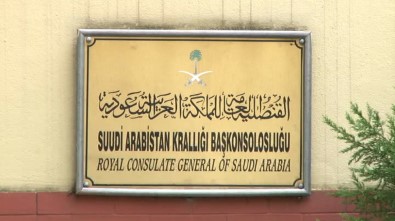 القنصلية العامة للمملكة العربية السعودية
SUUDİ ARABİSTAN KRALLIĞI BAŞKONSOLOSLUĞU
ROYAL CONSULATE GENERAL OF SAUDI ARABIA